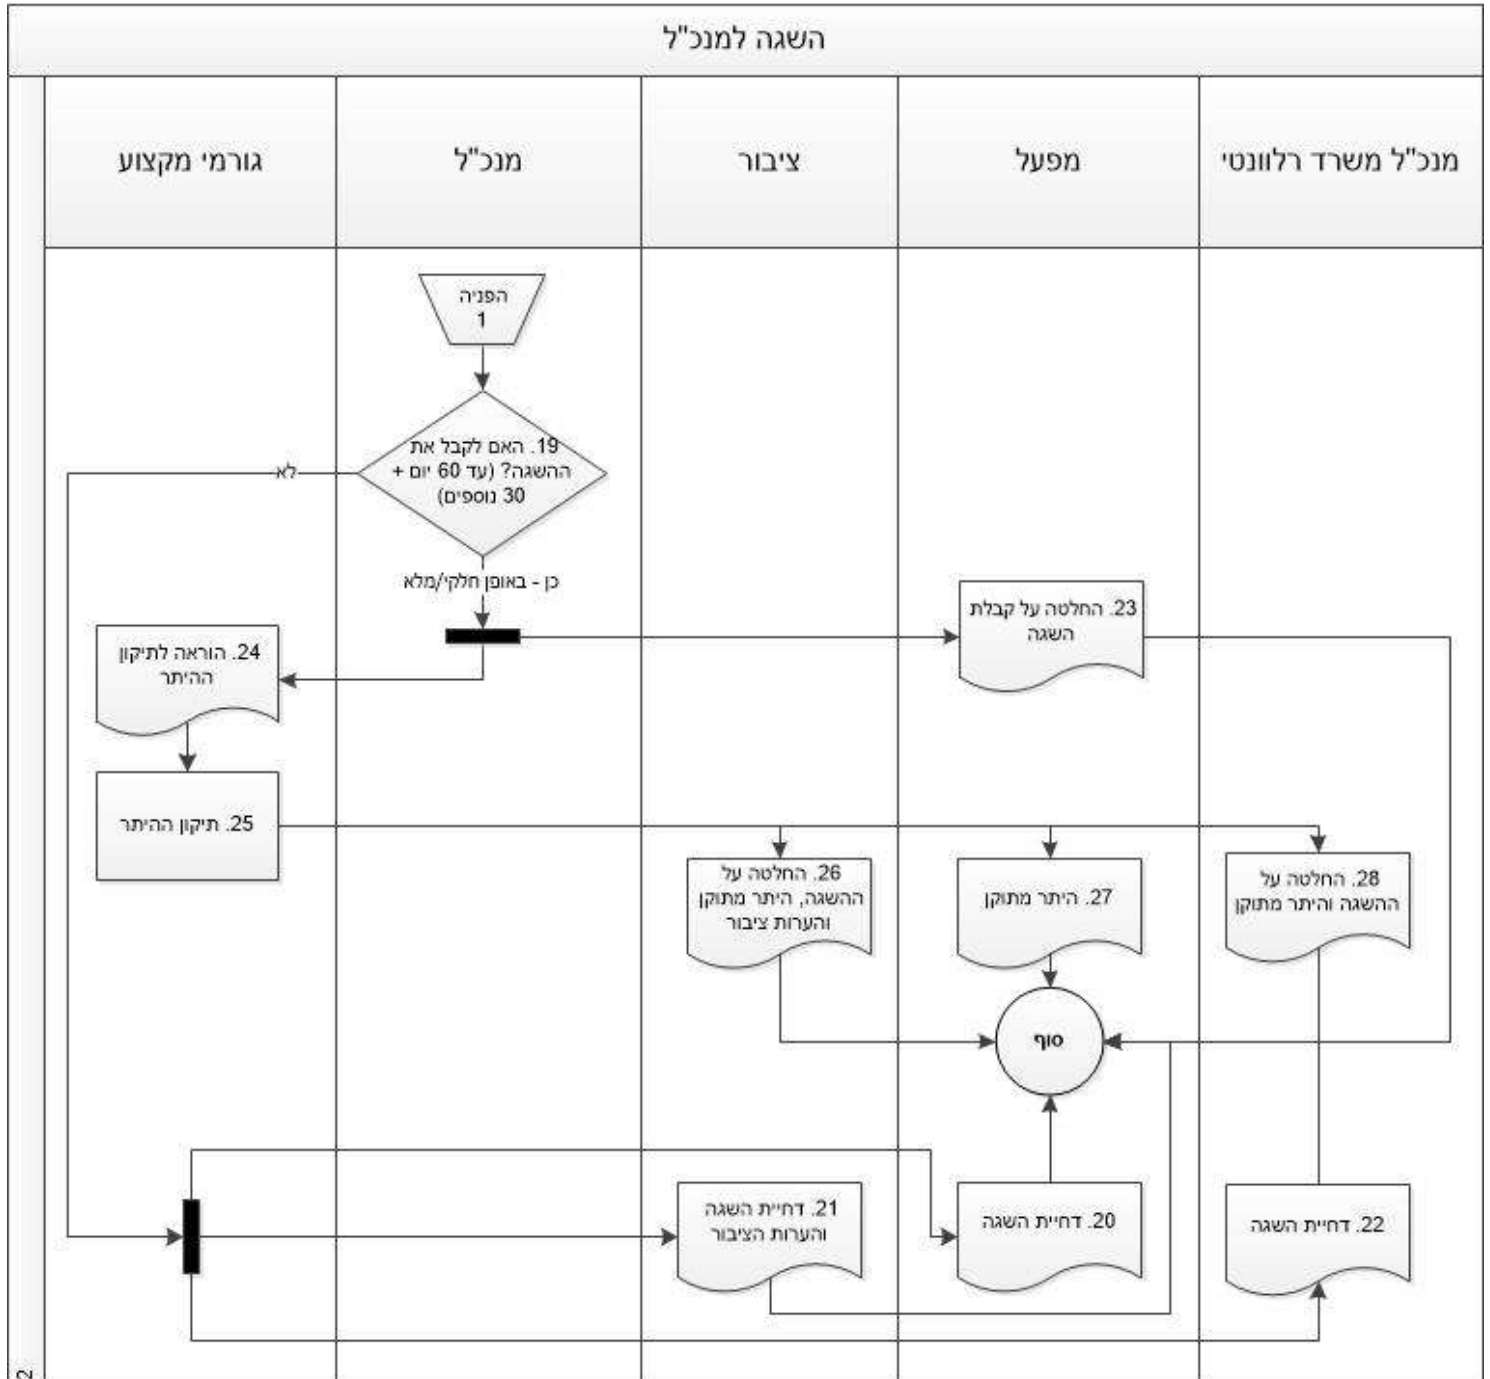 השגה למנכ"ל
מנכ"ל משרד רלוונטי
מפעל
ציבור
מנכ"ל
גורמי מקצוע
הפניה
1
19. האם לקבל את
ההשגה? (עד 60 יום +
30 נוספים)
לא
כן - באופן חלקי/מלא
23. החלטה על קבלת
השגה
24. הוראה לתיקון
ההיתר
25. תיקון ההיתר
28. החלטה על
ההשגה והיתר מתוקן
27. היתר מתוקן
26. החלטה על
ההשגה, היתר מתוקן
והערות ציבור
סוף
22. דחיית השגה
20. דחיית השגה
21. דחיית השגה
והערות הציבור
2